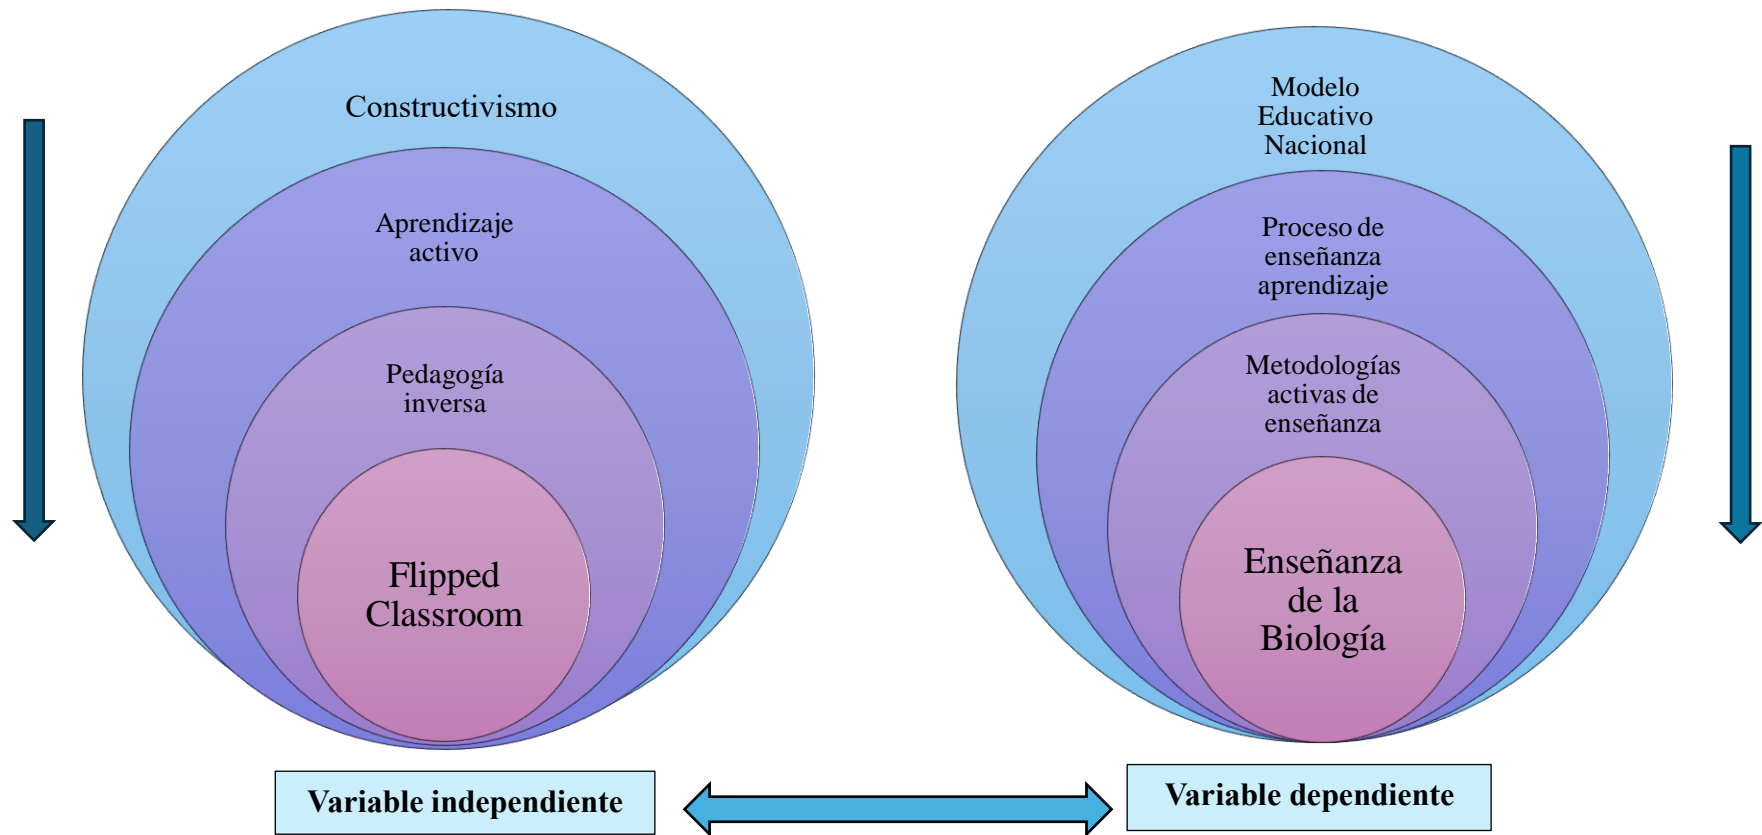 Constructivismo
Aprendizaje
activo
Pedagogía
inversa
Flipped
Classroom
Variable independiente
Modelo
Educativo
Nacional
Proceso de
enseñanza
aprendizaje
Metodologías
activas de
enseñanza
Enseñanza
de la
Biología
Variable dependiente